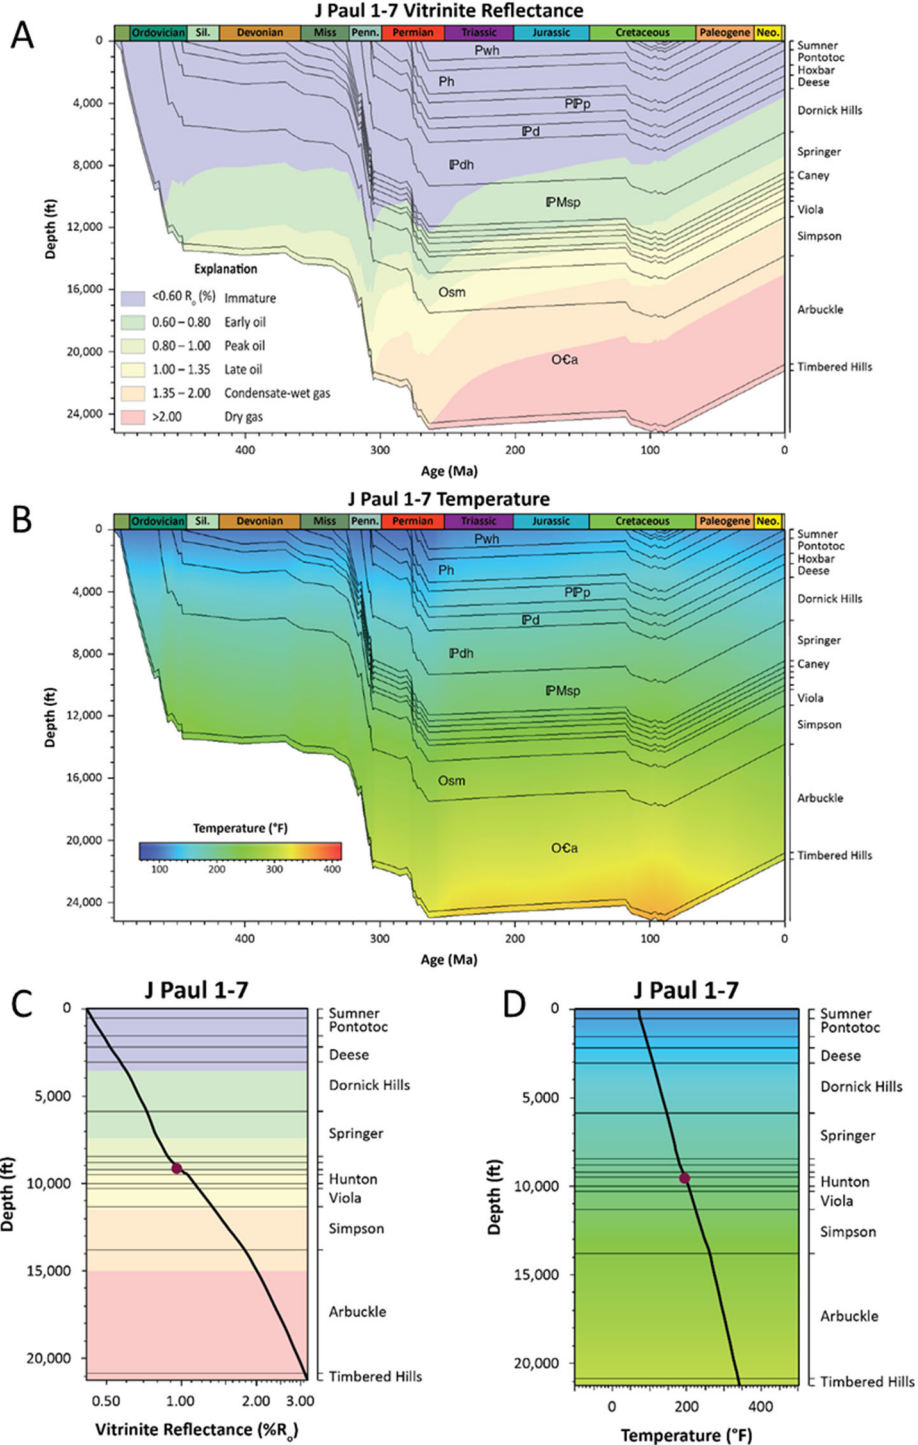 J Paul 1-7 Vitrinite Reflectance
A
Ordovician Sil. Devonian Miss Penn. Permian Triassic Jurassic Cretaceous Paleogene Neo.
0
4,000
8,000
12,000
16,000
20,000
24,000
Depth (ft)
Pwh
Ph
PIPp
IPd
IPdh
IPMsp
Osm
O€a
Sumner
Pontotoc
Hoxbar
Deese
Dornick Hills
Springer
Caney
Viola
Simpson
Arbuckle
Timbered Hills
Explanation
<0.60 Ro (%) Immature
0.60 – 0.80 Early oil
0.80 – 1.00 Peak oil
1.00 – 1.35 Late oil
1.35 – 2.00 Condensate-wet gas
>2.00 Dry gas
400 300 200 100 0
Age (Ma)
J Paul 1-7 Temperature
B
Ordovician Sil. Devonian Miss Penn. Permian Triassic Jurassic Cretaceous Paleogene Neo.
0
4,000
8,000
12,000
16,000
20,000
24,000
Depth (ft)
Pwh
Ph
PIPp
IPd
IPdh
IPMsp
Osm
O€a
Sumner
Pontotoc
Hoxbar
Deese
Dornick Hills
Springer
Caney
Viola
Simpson
Arbuckle
Timbered Hills
Temperature (°F)
100 200 300 400
400 300 200 100 0
Age (Ma)
C
J Paul 1-7
0
5,000
10,000
15,000
20,000
Depth (ft)
Sumner
Pontotoc
Deese
Dornick Hills
Springer
Hunton
Viola
Simpson
Arbuckle
Timbered Hills
0.50 1.00 2.00 3.00
Vitrinite Reflectance (%Ro)
D
J Paul 1-7
0
5,000
10,000
15,000
20,000
Depth (ft)
Sumner
Pontotoc
Deese
Dornick Hills
Springer
Hunton
Viola
Simpson
Arbuckle
Timbered Hills
0 200 400
Temperature (°F)